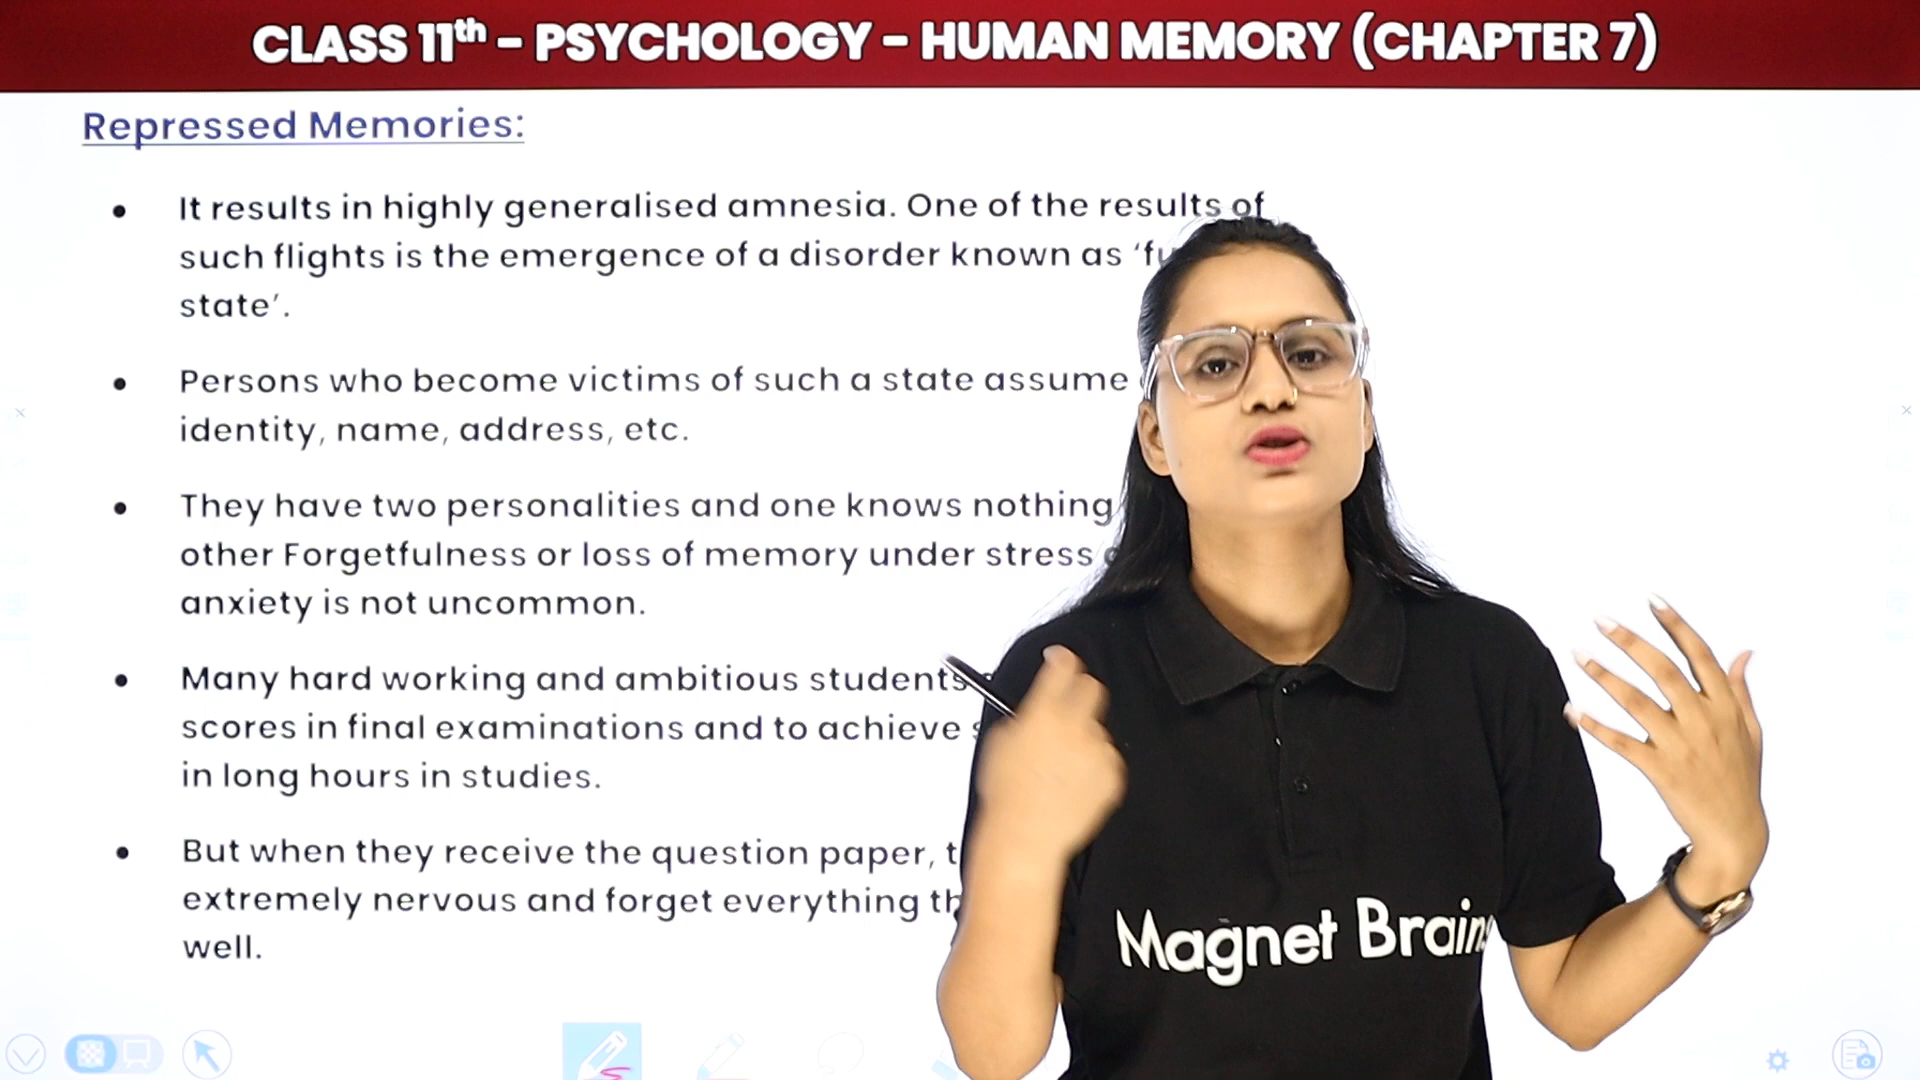 CLASS 11th – PSYCHOLOGY – HUMAN MEMORY (CHAPTER 7)
Repressed Memories:
• It results in highly generalised amnesia. One of the results of
such flights is the emergence of a disorder known as
state’.
• Persons who become victims of such a state assume
identity, name, address, etc.
• They have two personalities and one knows nothing
other Forgetfulness or loss of memory under stress
anxiety is not uncommon.
• Many hard working and ambitious students
scores in final examinations and to achieve
in long hours in studies.
• But when they receive the question paper,
extremely nervous and forget everything
well.
Magnet Brains